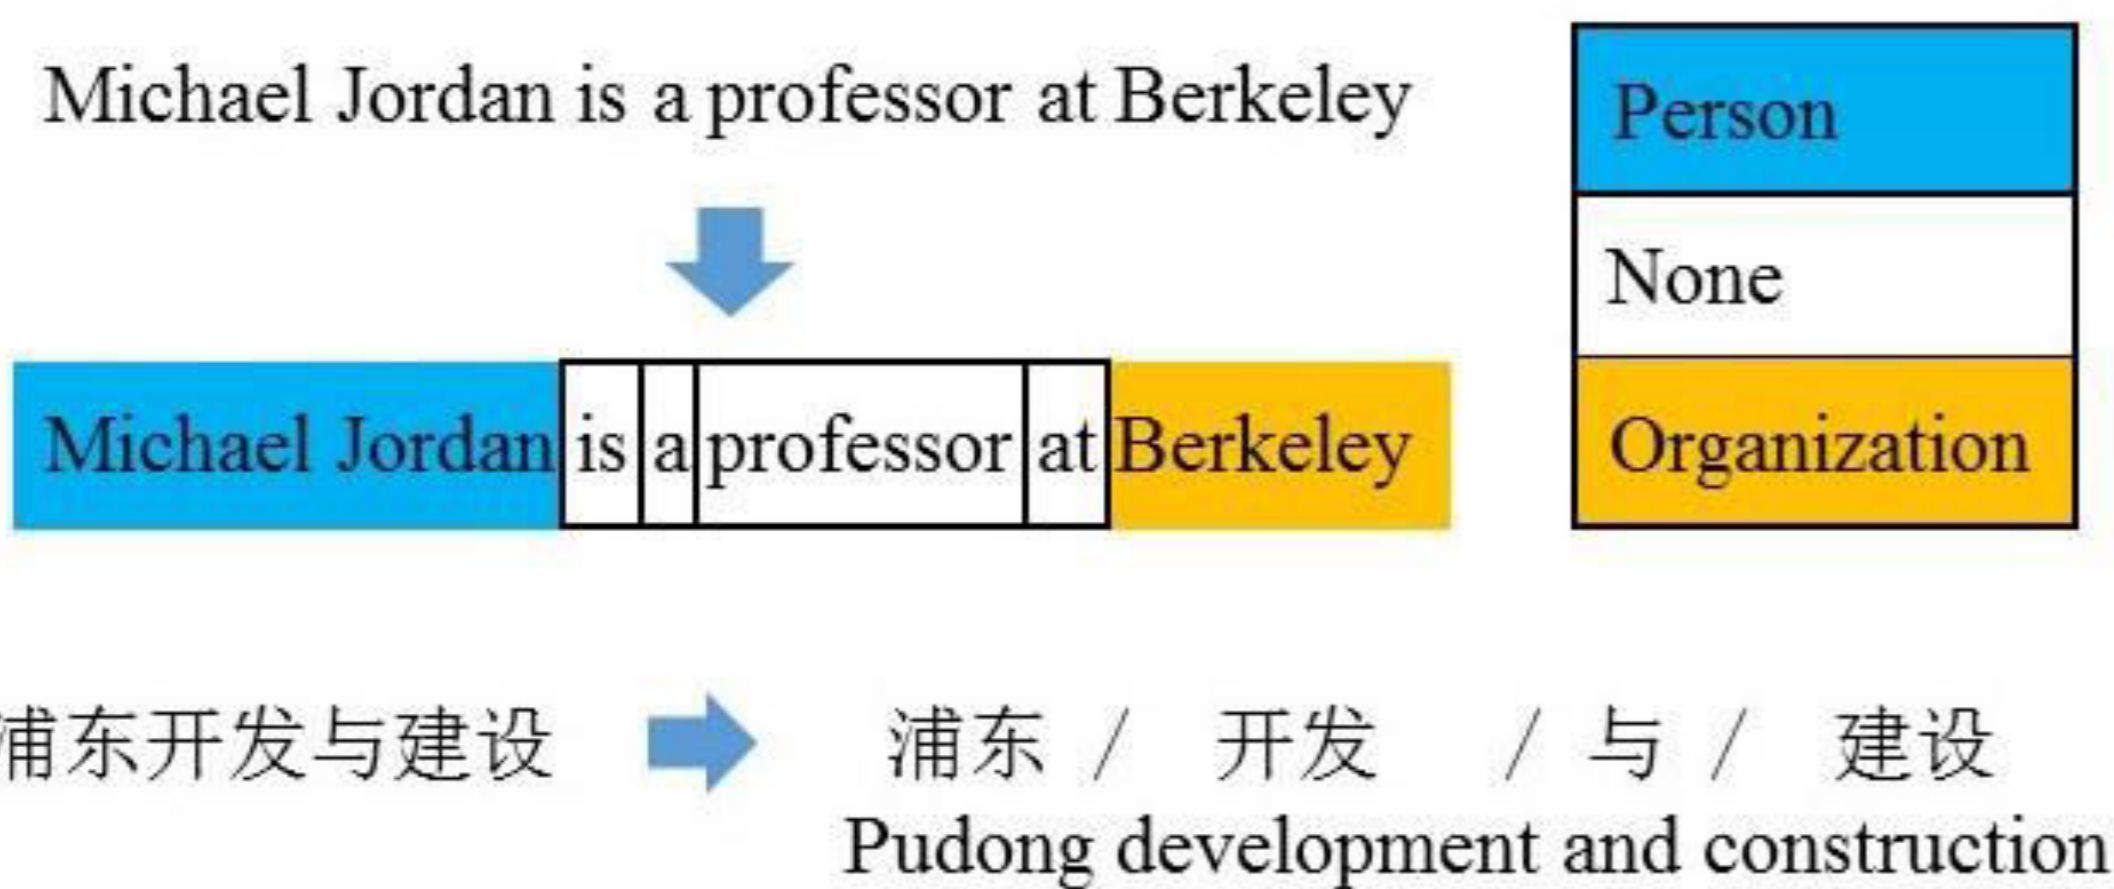 Michael Jordan is a professor at Berkeley
Person
None
Organization
Michael Jordan is a professor at Berkeley
浦东开发与建设
浦东 / 开发 / 与 / 建设
Pudong development and construction